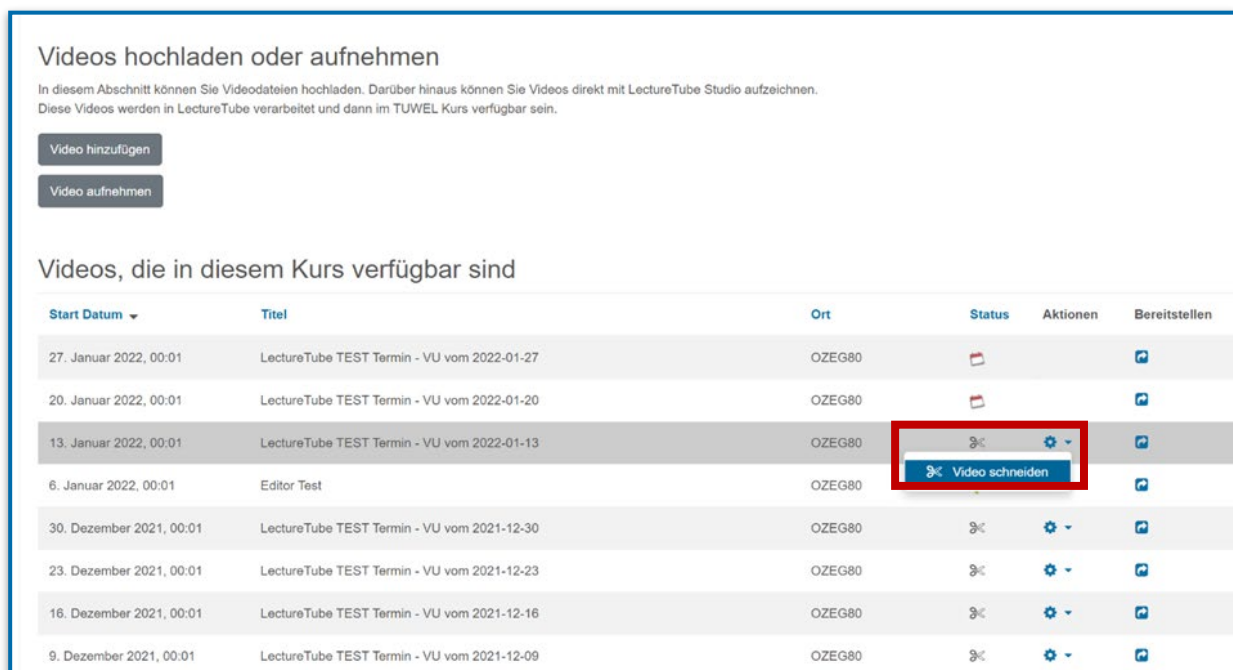 Videos hochladen oder aufnehmen
In diesem Abschnitt können Sie Videodateien hochladen. Darüber hinaus können Sie Videos direkt mit LectureTube Studio aufzeichnen.
Diese Videos werden in LectureTube verarbeitet und dann im TUWEL Kurs verfügbar sein.
Video hinzufügen
Video aufnehmen
Videos, die in diesem Kurs verfügbar sind
Start Datum Titel Ort Status Aktionen Bereitstellen
27. Januar 2022, 00:01 LectureTube TEST Termin - VU vom 2022-01-27 OZEG80
20. Januar 2022, 00:01 LectureTube TEST Termin - VU vom 2022-01-20 OZEG80
13. Januar 2022, 00:01 LectureTube TEST Termin - VU vom 2022-01-13 OZEG80
Video schneiden
6. Januar 2022, 00:01 Editor Test OZEG80
30. Dezember 2021, 00:01 LectureTube TEST Termin - VU vom 2021-12-30 OZEG80
23. Dezember 2021, 00:01 LectureTube TEST Termin - VU vom 2021-12-23 OZEG80
16. Dezember 2021, 00:01 LectureTube TEST Termin - VU vom 2021-12-16 OZEG80
9. Dezember 2021, 00:01 LectureTube TEST Termin - VU vom 2021-12-09 OZEG80